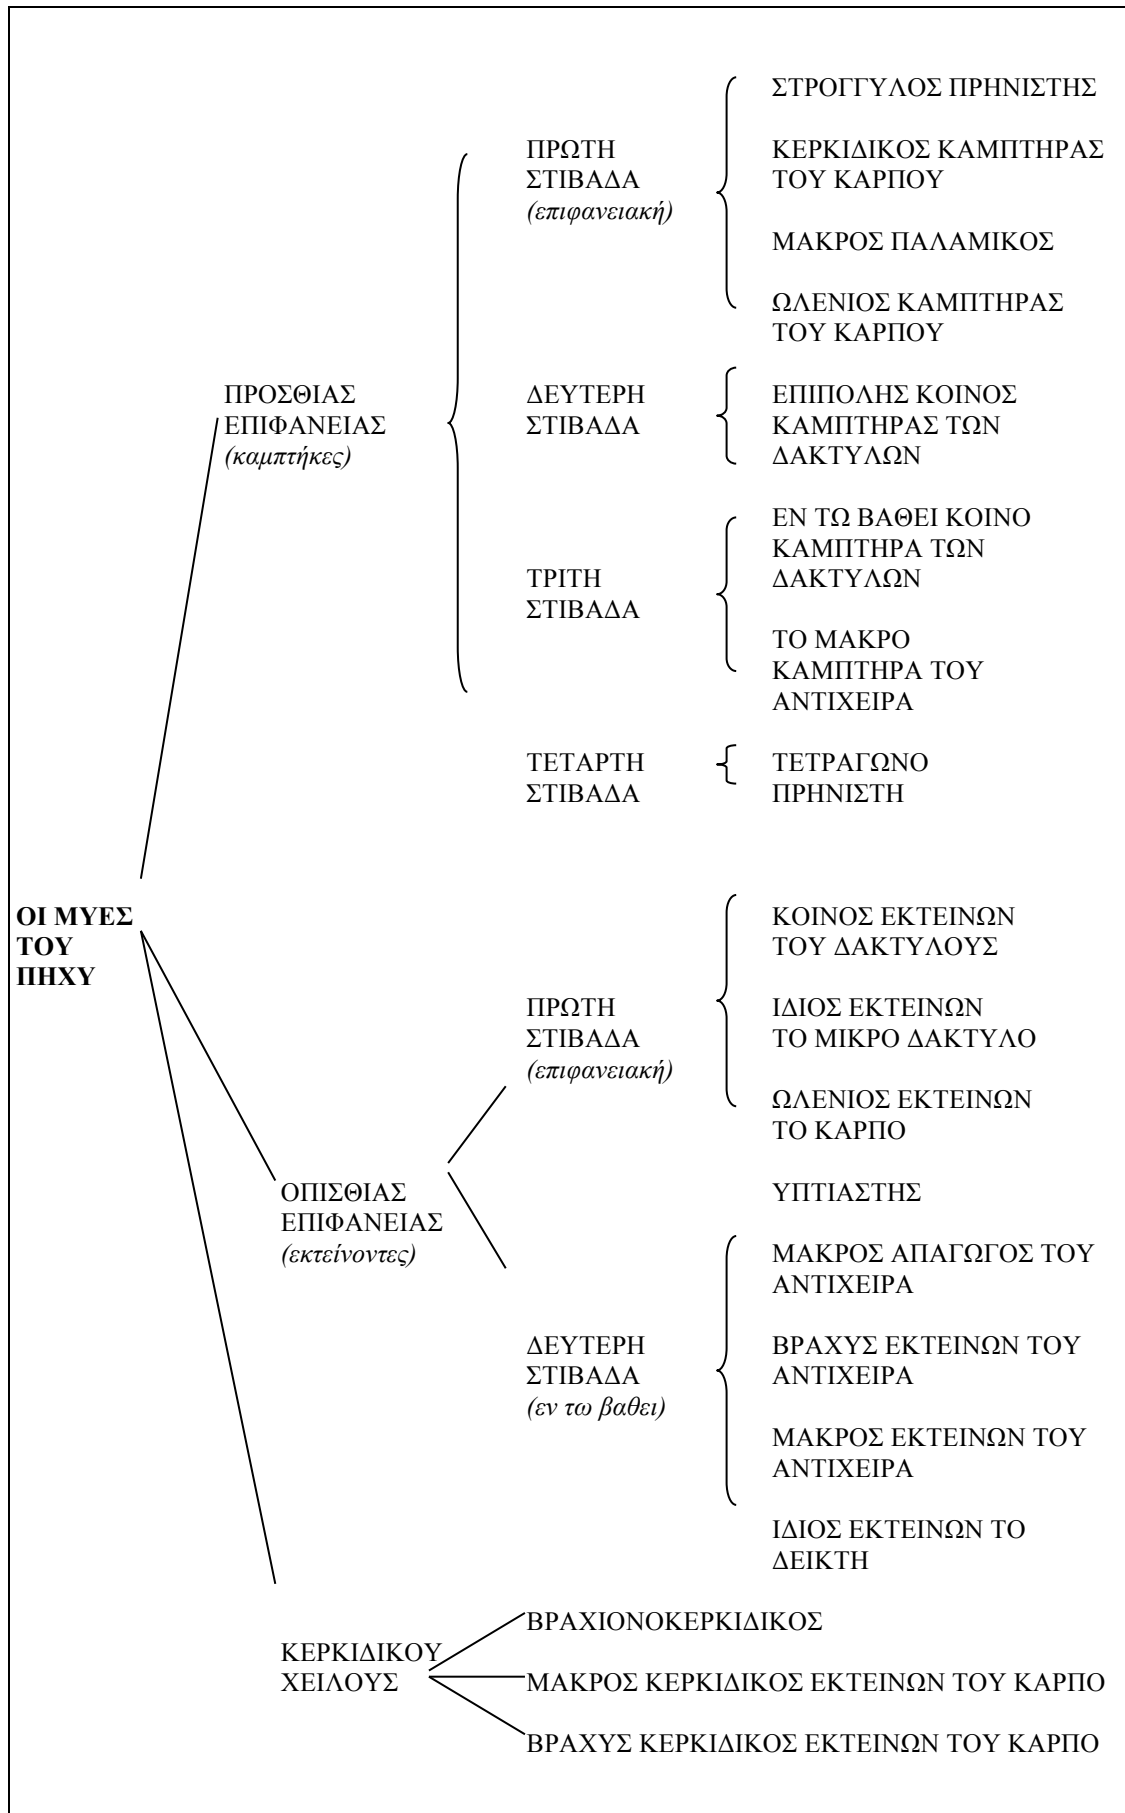 ΟΙ ΜΥΕΣ
ΤΟΥ
ΠΗΧΥ
ΠΡΟΣΘΙΑΣ
ΕΠΙΦΑΝΕΙΑΣ
(καμπτήκες)
ΠΡΩΤΗ
ΣΤΙΒΑΔΑ
(επιφανειακή)
ΣΤΡΟΓΓΥΛΟΣ ΠΡΗΝΙΣΤΗΣ
ΚΕΡΚΙΔΙΚΟΣ ΚΑΜΠΤΗΡΑΣ
ΤΟΥ ΚΑΡΠΟΥ
ΜΑΚΡΟΣ ΠΑΛΑΜΙΚΟΣ
ΩΛΕΝΙΟΣ ΚΑΜΠΤΗΡΑΣ
ΤΟΥ ΚΑΡΠΟΥ
ΔΕΥΤΕΡΗ
ΣΤΙΒΑΔΑ
ΕΠΙΠΟΛΗΣ ΚΟΙΝΟΣ
ΚΑΜΠΤΗΡΑΣ ΤΩΝ
ΔΑΚΤΥΛΩΝ
ΤΡΙΤΗ
ΣΤΙΒΑΔΑ
ΕΝ ΤΩ ΒΑΘΕΙ ΚΟΙΝΟ
ΚΑΜΠΤΗΡΑ ΤΩΝ
ΔΑΚΤΥΛΩΝ
ΤΟ ΜΑΚΡΟ
ΚΑΜΠΤΗΡΑ ΤΟΥ
ΑΝΤΙΧΕΙΡΑ
ΤΕΤΑΡΤΗ
ΣΤΙΒΑΔΑ
ΤΕΤΡΑΓΩΝΟ
ΠΡΗΝΙΣΤΗ
ΟΠΙΣΘΙΑΣ
ΕΠΙΦΑΝΕΙΑΣ
(εκτείνοντες)
ΠΡΩΤΗ
ΣΤΙΒΑΔΑ
(επιφανειακή)
ΚΟΙΝΟΣ ΕΚΤΕΙΝΩΝ
ΤΟΥ ΔΑΚΤΥΛΟΥΣ
ΙΔΙΟΣ ΕΚΤΕΙΝΩΝ
ΤΟ ΜΙΚΡΟ ΔΑΚΤΥΛΟ
ΩΛΕΝΙΟΣ ΕΚΤΕΙΝΩΝ
ΤΟ ΚΑΡΠΟ
ΥΠΤΙΑΣΤΗΣ
ΔΕΥΤΕΡΗ
ΣΤΙΒΑΔΑ
(εν τω βαθει)
ΜΑΚΡΟΣ ΑΠΑΓΩΓΟΣ ΤΟΥ
ΑΝΤΙΧΕΙΡΑ
ΒΡΑΧΥΣ ΕΚΤΕΙΝΩΝ ΤΟΥ
ΑΝΤΙΧΕΙΡΑ
ΜΑΚΡΟΣ ΕΚΤΕΙΝΩΝ ΤΟΥ
ΑΝΤΙΧΕΙΡΑ
ΙΔΙΟΣ ΕΚΤΕΙΝΩΝ ΤΟ
ΔΕΙΚΤΗ
ΚΕΡΚΙΔΙΚΟΥ
ΧΕΙΛΟΥΣ
ΒΡΑΧΙΟΝΟΚΕΡΚΙΔΙΚΟΣ
ΜΑΚΡΟΣ ΚΕΡΚΙΔΙΚΟΣ ΕΚΤΕΙΝΩΝ ΤΟΥ ΚΑΡΠΟ
ΒΡΑΧΥΣ ΚΕΡΚΙΔΙΚΟΣ ΕΚΤΕΙΝΩΝ ΤΟΥ ΚΑΡΠΟ